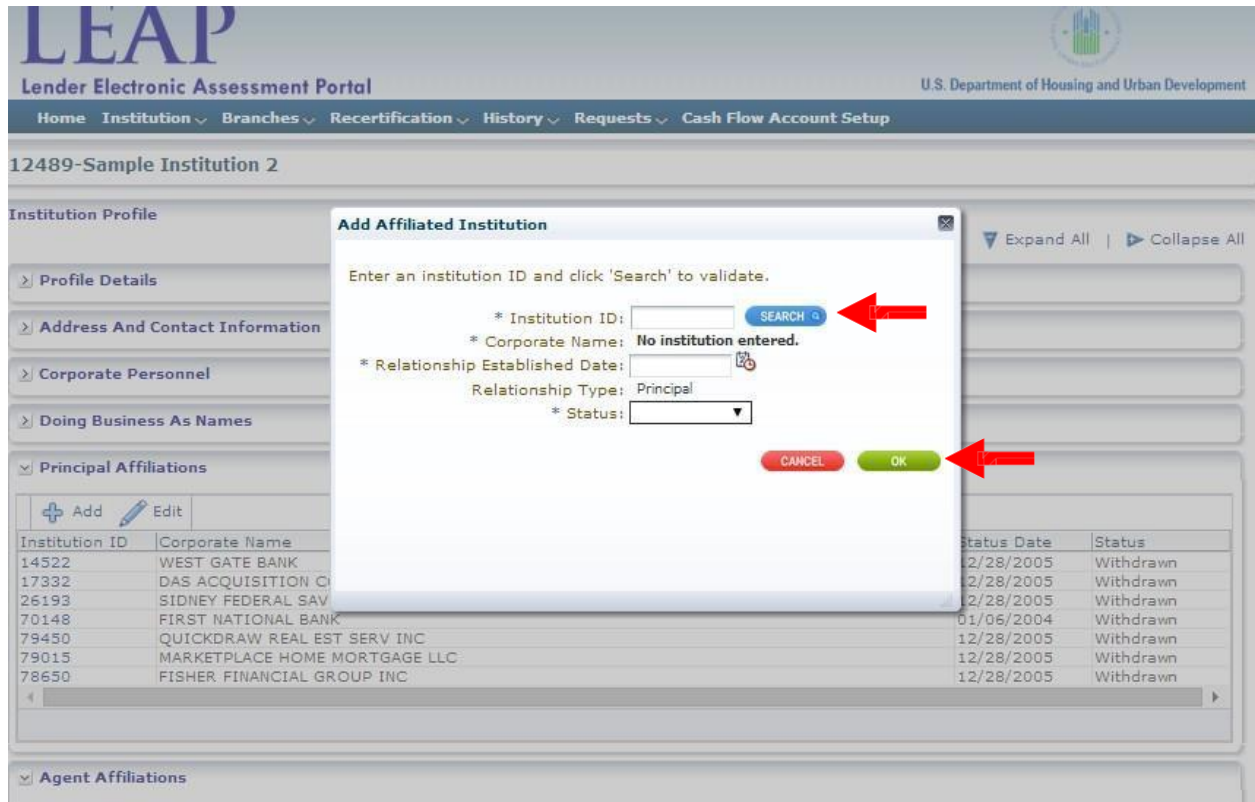 LEAP
Lender Electronic Assessment Portal
U.S. Department of Housing and Urban Development
Home Institution Branches Recertification History Requests Cash Flow Account Setup
12489-Sample Institution 2
Institution Profile
Expand All | Collapse All
Profile Details
Address And Contact Information
Corporate Personnel
Doing Business As Names
Principal Affiliations
Add Edit
Institution ID Corporate Name Status Date Status
14522 WEST GATE BANK 12/28/2005 Withdrawn
17332 DAS ACQUISITION 12/28/2005 Withdrawn
26193 SIDNEY FEDERAL SAV 12/28/2005 Withdrawn
70148 FIRST NATIONAL BANK 01/06/2004 Withdrawn
79450 QUICKDRAW REAL EST SERV INC 12/28/2005 Withdrawn
79015 MARKETPLACE HOME MORTGAGE LLC 12/28/2005 Withdrawn
78650 FISHER FINANCIAL GROUP INC 12/28/2005 Withdrawn
Agent Affiliations
Add Affiliated Institution
Enter an institution ID and click 'Search' to validate.
* Institution ID: SEARCH
* Corporate Name: No institution entered.
* Relationship Established Date:
Relationship Type: Principal
* Status:
CANCEL OK